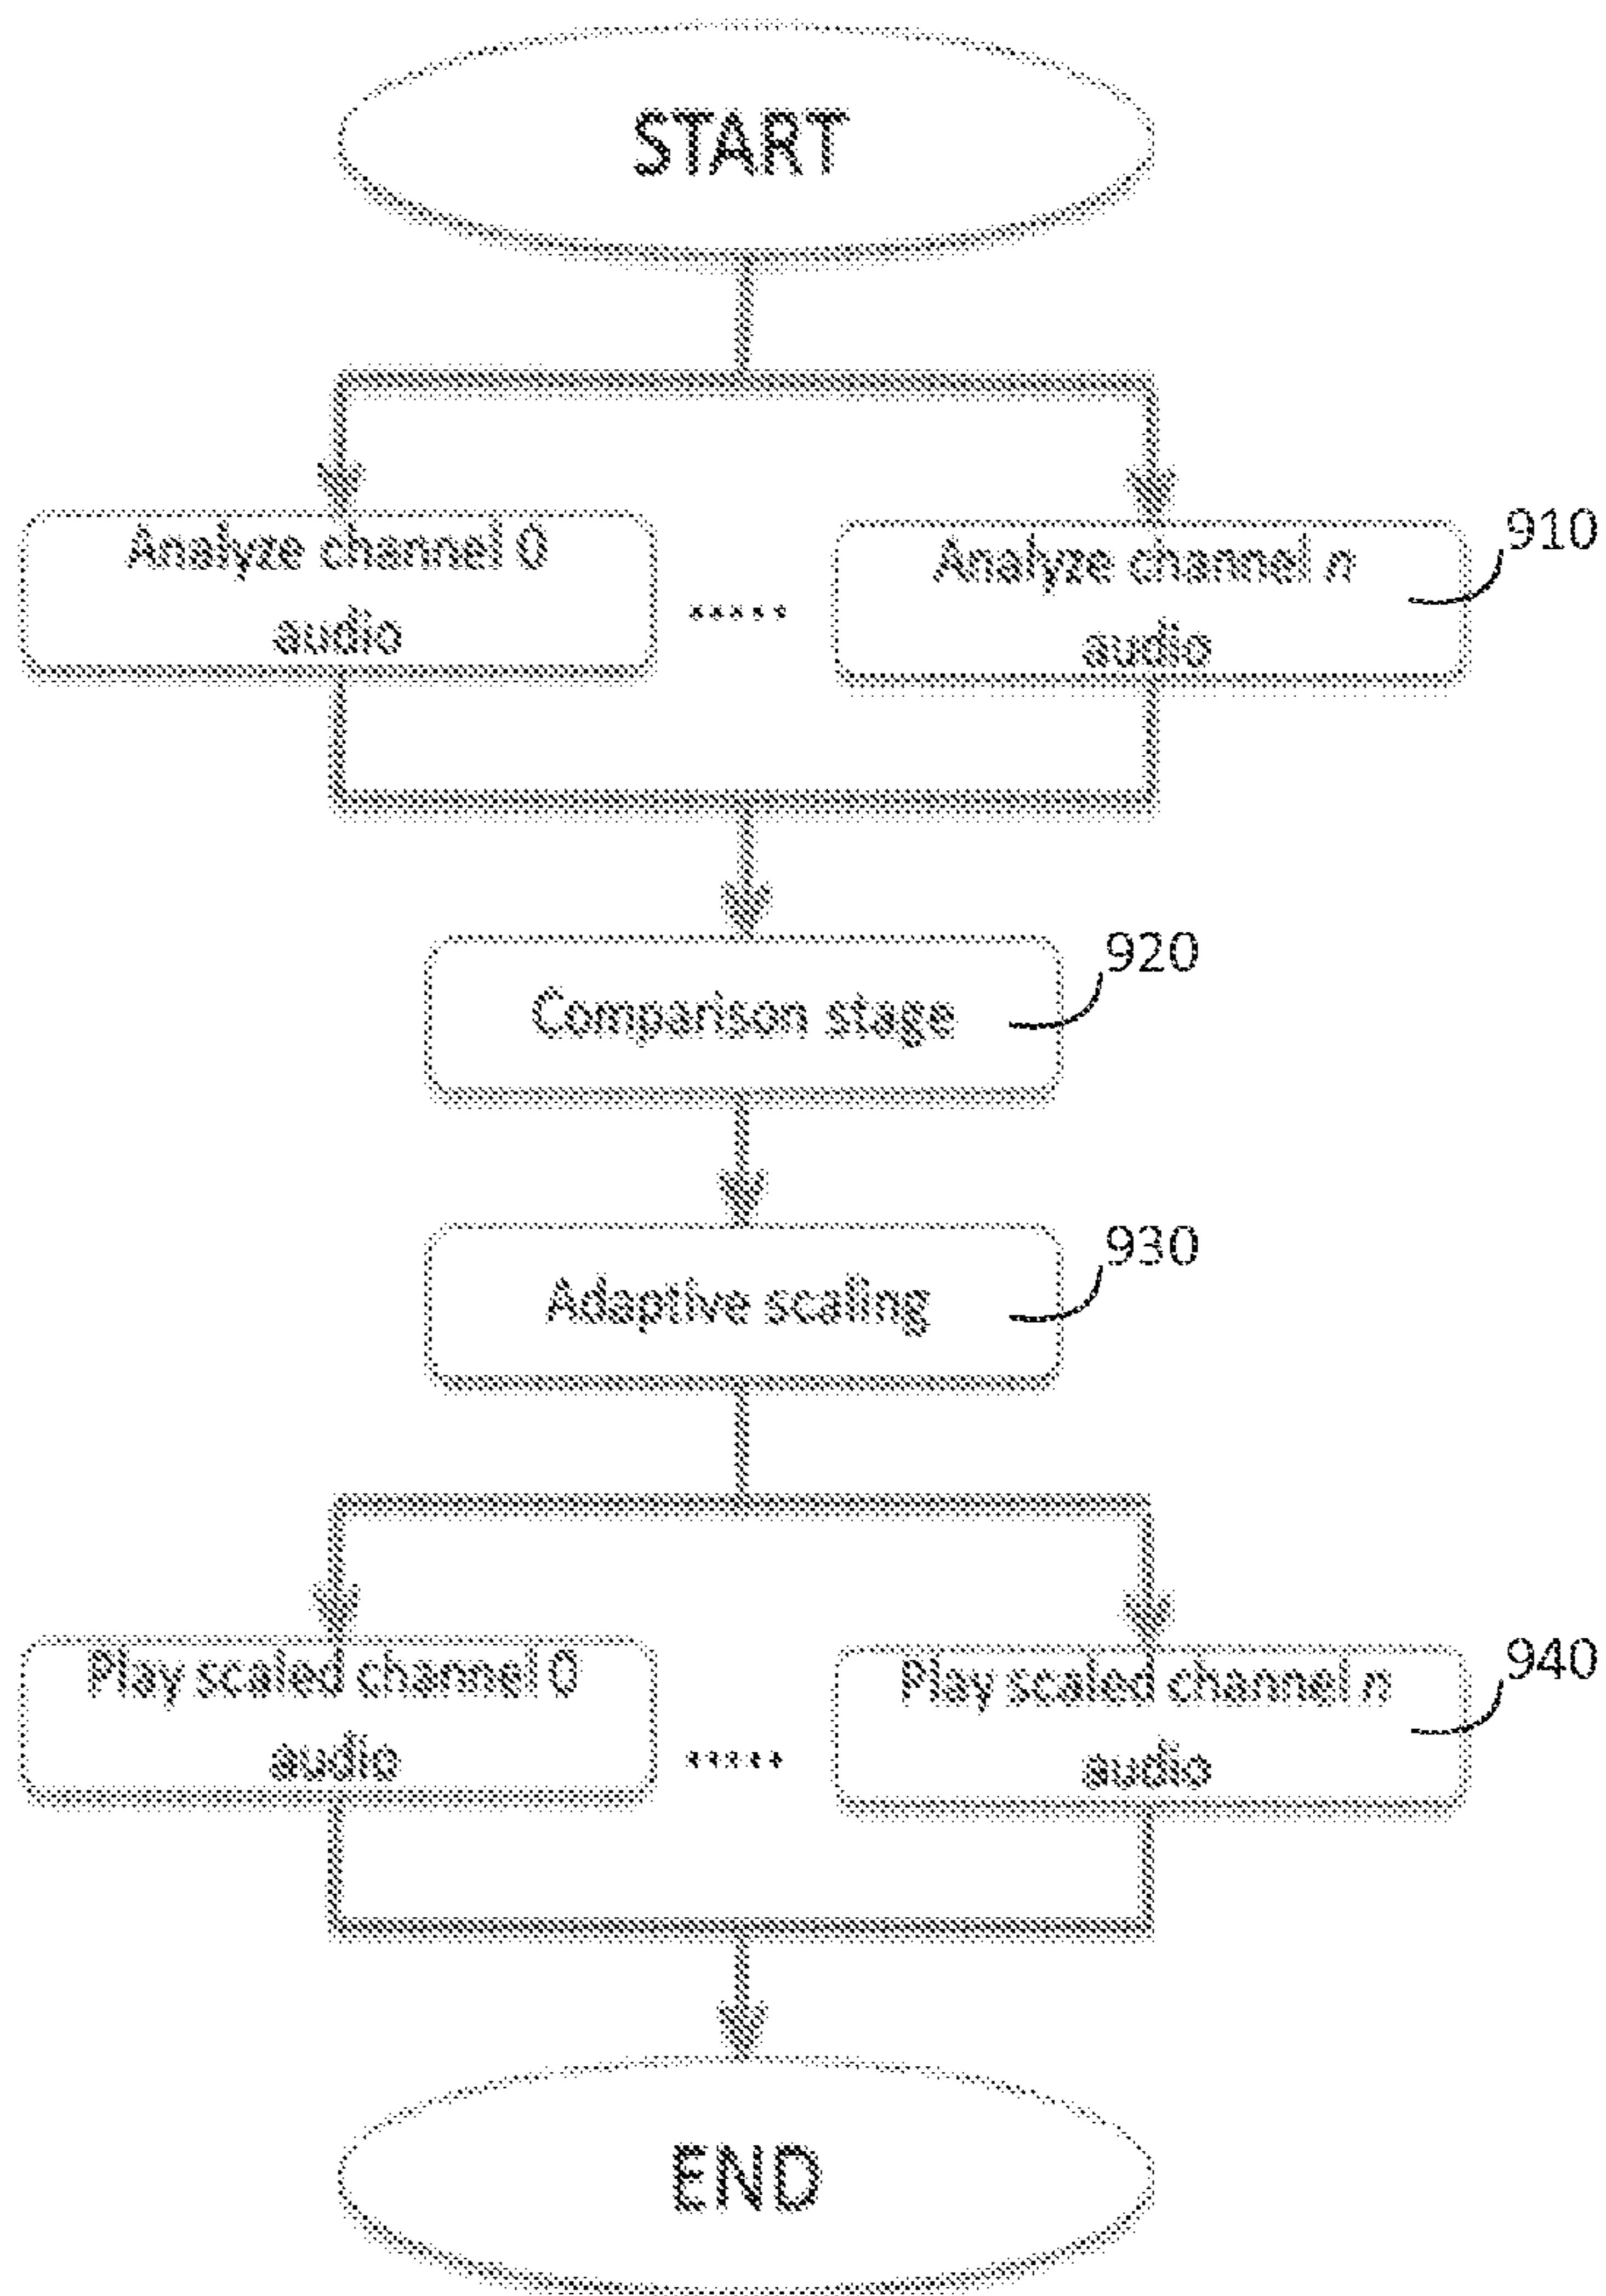 START
Analyze channel 0
audio
.....
Analyze channel n
audio
910
Comparison stage
920
Adaptive scaling
930
Play scaled channel 0
audio
.....
Play scaled channel n
audio
940
END